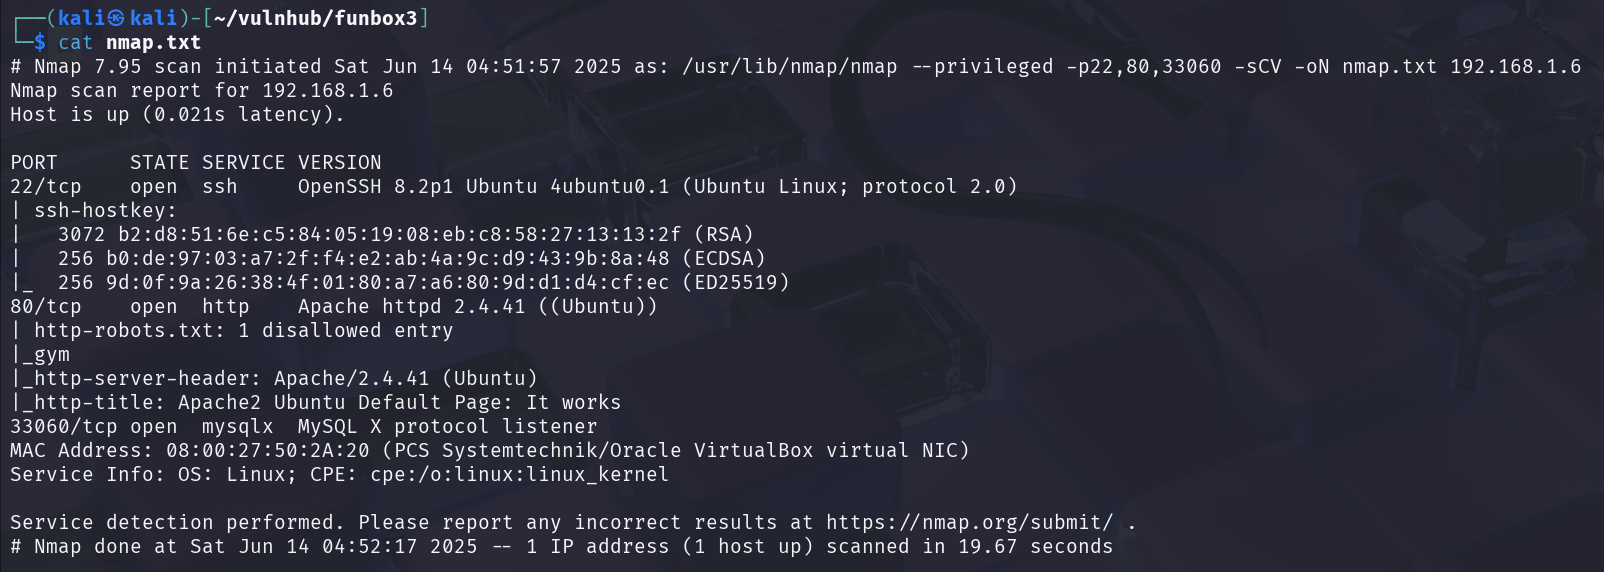 ┌──(kali㉿kali)-[~/vulnhub/funbox3]
└─$ cat nmap.txt
# Nmap 7.95 scan initiated Sat Jun 14 04:51:57 2025 as: /usr/lib/nmap/nmap --privileged -p22,80,33060 -sCV -oN nmap.txt 192.168.1.6
Nmap scan report for 192.168.1.6
Host is up (0.021s latency).

PORT      STATE SERVICE VERSION
22/tcp    open  ssh     OpenSSH 8.2p1 Ubuntu 4ubuntu0.1 (Ubuntu Linux; protocol 2.0)
| ssh-hostkey:
|   3072 b2:d8:51:6e:c5:84:05:19:08:eb:c8:58:27:13:13:2f (RSA)
|   256 b0:de:97:03:a7:2f:f4:e2:ab:4a:9c:d9:43:9b:8a:48 (ECDSA)
|_  256 9d:0f:9a:26:38:4f:01:80:a7:a6:80:9d:d1:d4:cf:ec (ED25519)
80/tcp    open  http    Apache httpd 2.4.41 ((Ubuntu))
| http-robots.txt: 1 disallowed entry
|_gym
|_http-server-header: Apache/2.4.41 (Ubuntu)
|_http-title: Apache2 Ubuntu Default Page: It works
33060/tcp open  mysqlx  MySQL X protocol listener
MAC Address: 08:00:27:50:2A:20 (PCS Systemtechnik/Oracle VirtualBox virtual NIC)
Service Info: OS: Linux; CPE: cpe:/o:linux:linux_kernel

Service detection performed. Please report any incorrect results at https://nmap.org/submit/ .
# Nmap done at Sat Jun 14 04:52:17 2025 -- 1 IP address (1 host up) scanned in 19.67 seconds